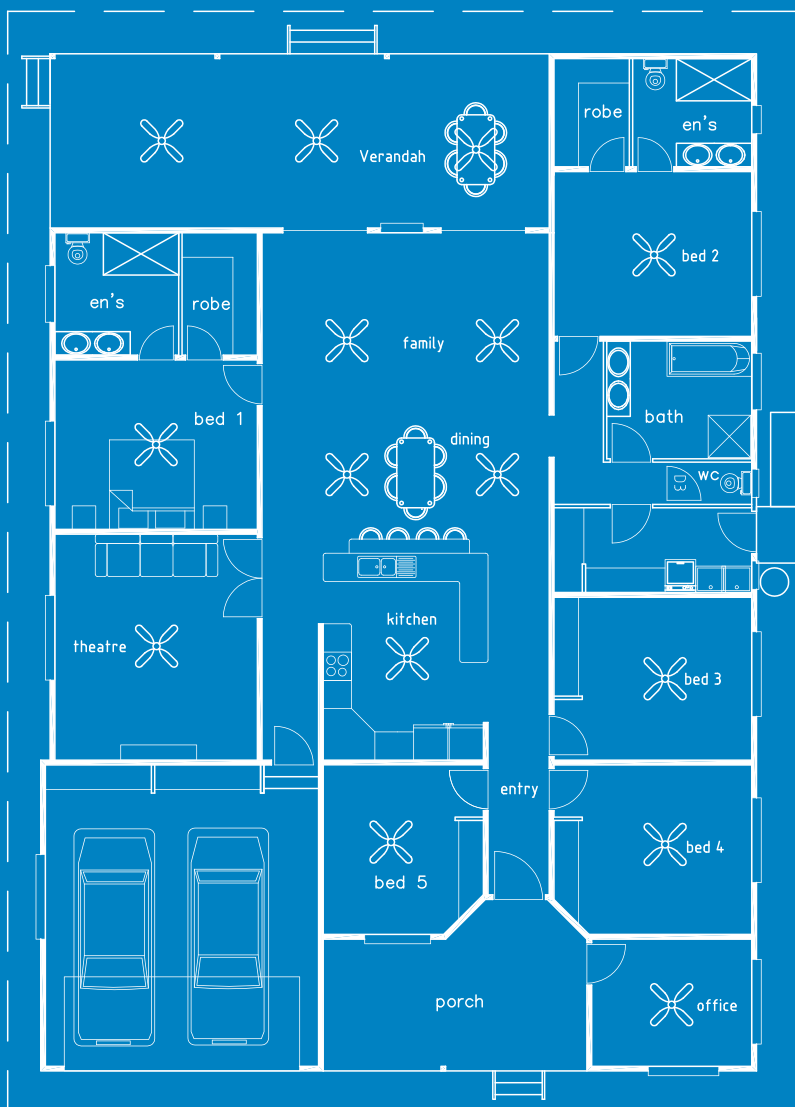 robe
en's
Verandah
bed 2
en's
robe
family
bed 1
dining
bath
wc
D3
kitchen
theatre
bed 3
entry
bed 4
bed 5
porch
office